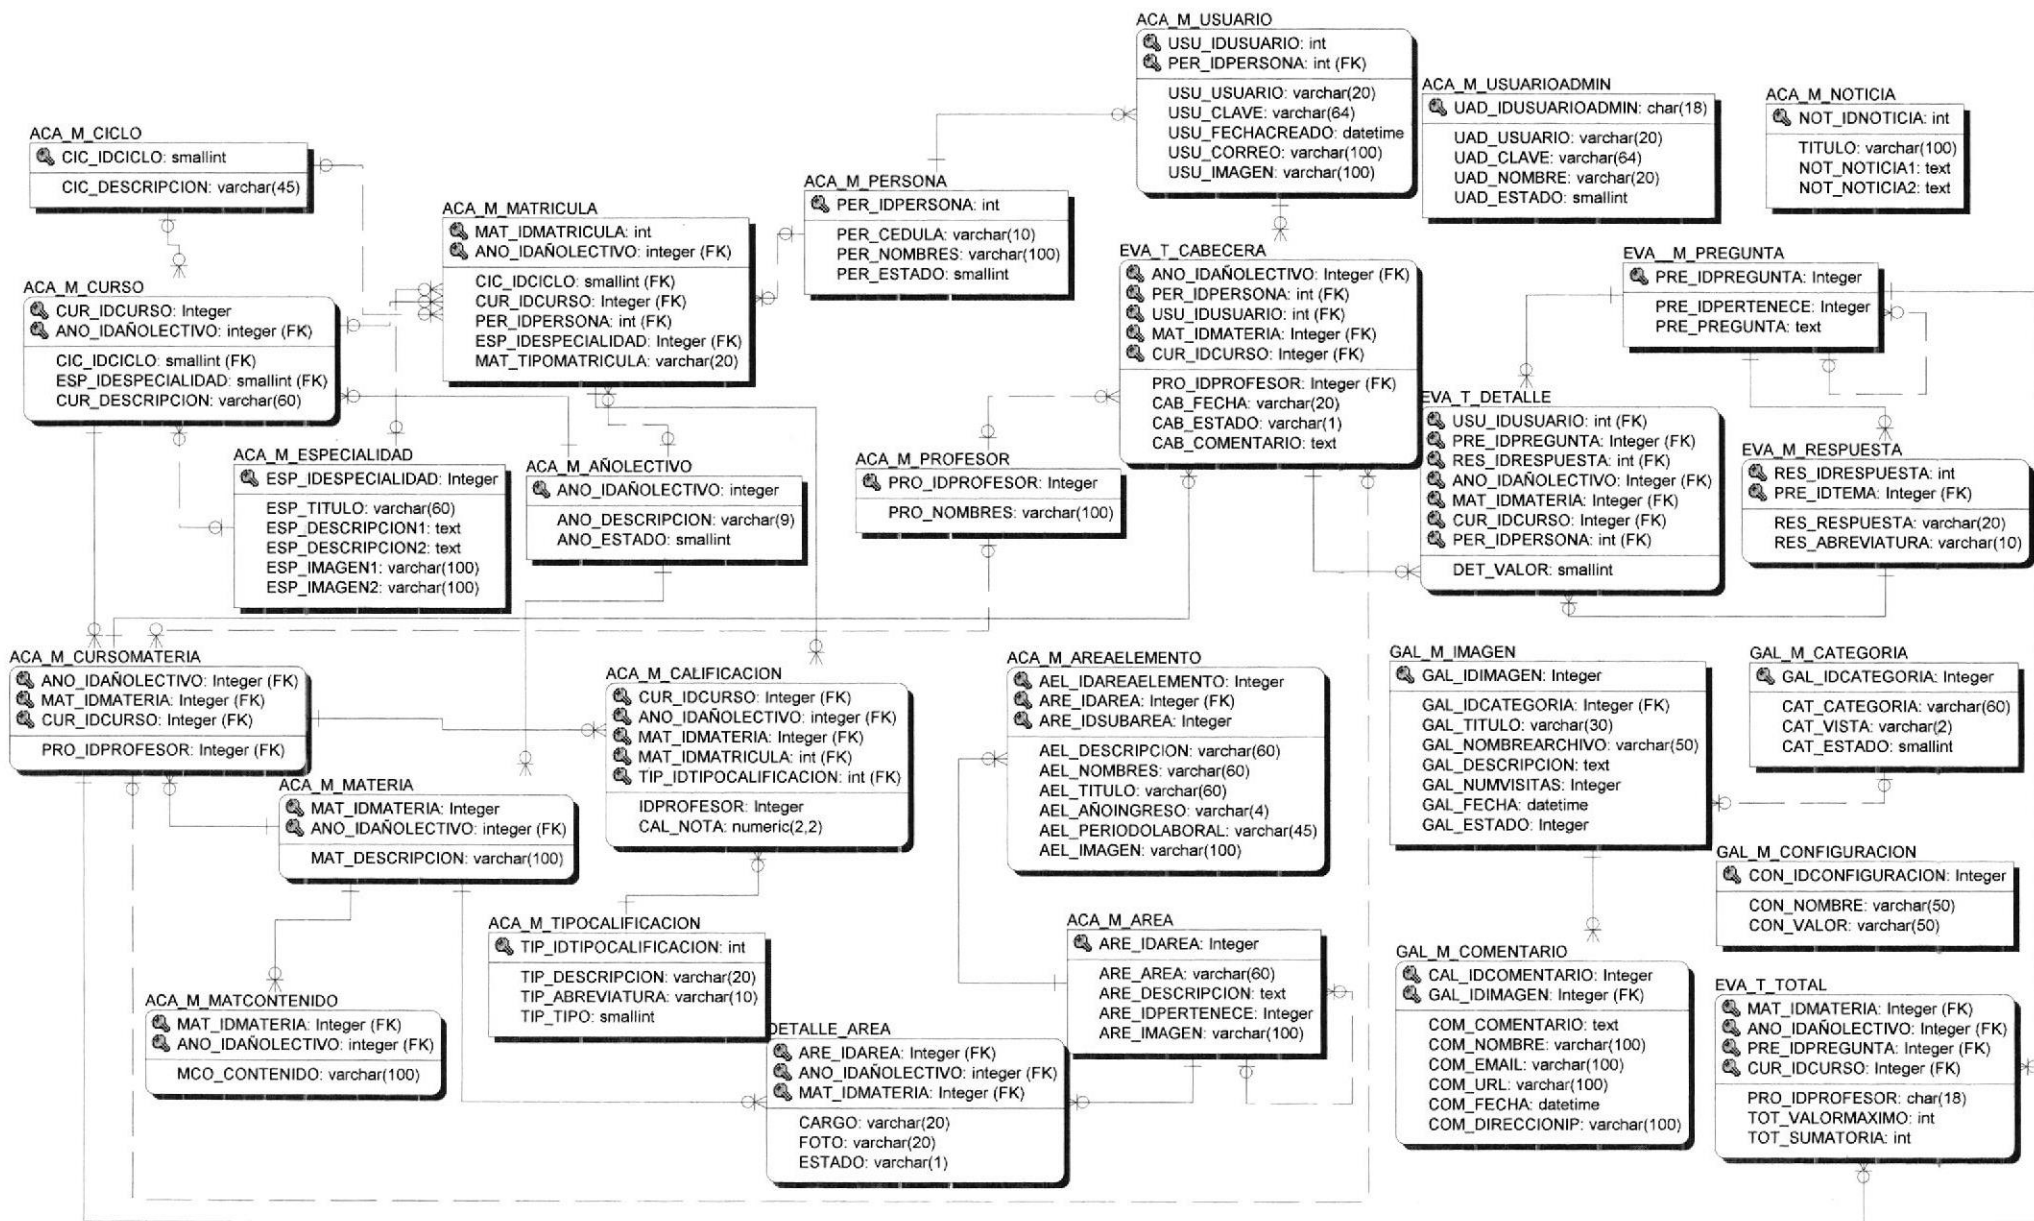 ACA_M_USUARIO
USU_IDUSUARIO: int
PER_IDPERSONA: int (FK)
USU_USUARIO: varchar(20)
USU_CLAVE: varchar(64)
USU_FECHACREADO: datetime
USU_CORREO: varchar(100)
USU_IMAGEN: varchar(100)
ACA_M_USUARIOADMIN
UAD_IDUSUARIOADMIN: char(18)
UAD_USUARIO: varchar(20)
UAD_CLAVE: varchar(64)
UAD_NOMBRE: varchar(20)
UAD_ESTADO: smallint
ACA_M_NOTICIA
NOT_IDNOTICIA: int
TITULO: varchar(100)
NOT_NOTICIA1: text
NOT_NOTICIA2: text
ACA_M_CICLO
CIC_IDCICLO: smallint
CIC_DESCRIPCION: varchar(45)
ACA_M_MATRICULA
MAT_IDMATRICULA: int
ANO_IDAÑOLECTIVO: integer (FK)
CIC_IDCICLO: smallint (FK)
CUR_IDCURSO: Integer (FK)
PER_IDPERSONA: int (FK)
ESP_IDESPECIALIDAD: Integer (FK)
MAT_TIPOMATRICULA: varchar(20)
ACA_M_PERSONA
PER_IDPERSONA: int
PER_CEDULA: varchar(10)
PER_NOMBRES: varchar(100)
PER_ESTADO: smallint
EVA_T_CABECERA
ANO_IDAÑOLECTIVO: Integer (FK)
PER_IDPERSONA: int (FK)
USU_IDUSUARIO: int (FK)
MAT_IDMATERIA: Integer (FK)
CUR_IDCURSO: Integer (FK)
PRO_IDPROFESOR: Integer (FK)
CAB_FECHA: varchar(20)
CAB_ESTADO: varchar(1)
CAB_COMENTARIO: text
EVA__M_PREGUNTA
PRE_IDPREGUNTA: Integer
PRE_IDPERTENECE: Integer
PRE_PREGUNTA: text
ACA_M_CURSO
CUR_IDCURSO: Integer
ANO_IDAÑOLECTIVO: integer (FK)
CIC_IDCICLO: smallint (FK)
ESP_IDESPECIALIDAD: smallint (FK)
CUR_DESCRIPCION: varchar(60)
EVA_T_DETALLE
USU_IDUSUARIO: int (FK)
PRE_IDPREGUNTA: Integer (FK)
RES_IDRESPUESTA: int (FK)
ANO_IDAÑOLECTIVO: Integer (FK)
MAT_IDMATERIA: Integer (FK)
CUR_IDCURSO: Integer (FK)
PER_IDPERSONA: int (FK)
DET_VALOR: smallint
EVA_M_RESPUESTA
RES_IDRESPUESTA: int
PRE_IDTEMA: Integer (FK)
RES_RESPUESTA: varchar(20)
RES_ABREVIATURA: varchar(10)
ACA_M_ESPECIALIDAD
ESP_IDESPECIALIDAD: Integer
ESP_TITULO: varchar(60)
ESP_DESCRIPCION1: text
ESP_DESCRIPCION2: text
ESP_IMAGEN1: varchar(100)
ESP_IMAGEN2: varchar(100)
ACA_M_AÑOLECTIVO
ANO_IDAÑOLECTIVO: integer
ANO_DESCRIPCION: varchar(9)
ANO_ESTADO: smallint
ACA_M_PROFESOR
PRO_IDPROFESOR: Integer
PRO_NOMBRES: varchar(100)
ACA_M_CURSOMATERIA
ANO_IDAÑOLECTIVO: Integer (FK)
MAT_IDMATERIA: Integer (FK)
CUR_IDCURSO: Integer (FK)
PRO_IDPROFESOR: Integer (FK)
ACA_M_CALIFICACION
CUR_IDCURSO: Integer (FK)
ANO_IDAÑOLECTIVO: integer (FK)
MAT_IDMATERIA: Integer (FK)
MAT_IDMATRICULA: int (FK)
TIP_IDTIPOCALIFICACION: int (FK)
IDPROFESOR: Integer
CAL_NOTA: numeric(2,2)
ACA_M_AREAELEMENTO
AEL_IDAREAELEMENTO: Integer
ARE_IDAREA: Integer (FK)
ARE_IDSUBAREA: Integer
AEL_DESCRIPCION: varchar(60)
AEL_NOMBRES: varchar(60)
AEL_TITULO: varchar(60)
AEL_AÑOINGRESO: varchar(4)
AEL_PERIODOLABORAL: varchar(45)
AEL_IMAGEN: varchar(100)
GAL_M_IMAGEN
GAL_IDIMAGEN: Integer
GAL_IDCATEGORIA: Integer (FK)
GAL_TITULO: varchar(30)
GAL_NOMBREARCHIVO: varchar(50)
GAL_DESCRIPCION: text
GAL_NUMVISITAS: Integer
GAL_FECHA: datetime
GAL_ESTADO: Integer
GAL_M_CATEGORIA
GAL_IDCATEGORIA: Integer
CAT_CATEGORIA: varchar(60)
CAT_VISTA: varchar(2)
CAT_ESTADO: smallint
ACA_M_MATERIA
MAT_IDMATERIA: Integer
ANO_IDAÑOLECTIVO: integer (FK)
MAT_DESCRIPCION: varchar(100)
GAL_M_CONFIGURACION
CON_IDCONFIGURACION: Integer
CON_NOMBRE: varchar(50)
CON_VALOR: varchar(50)
ACA_M_TIPOCALIFICACION
TIP_IDTIPOCALIFICACION: int
TIP_DESCRIPCION: varchar(20)
TIP_ABREVIATURA: varchar(10)
TIP_TIPO: smallint
ACA_M_AREA
ARE_IDAREA: Integer
ARE_AREA: varchar(60)
ARE_DESCRIPCION: text
ARE_IDPERTENECE: Integer
ARE_IMAGEN: varchar(100)
GAL_M_COMENTARIO
CAL_IDCOMENTARIO: Integer
GAL_IDIMAGEN: Integer (FK)
COM_COMENTARIO: text
COM_NOMBRE: varchar(100)
COM_EMAIL: varchar(100)
COM_URL: varchar(100)
COM_FECHA: datetime
COM_DIRECCIONIP: varchar(100)
EVA_T_TOTAL
MAT_IDMATERIA: Integer (FK)
ANO_IDAÑOLECTIVO: Integer (FK)
PRE_IDPREGUNTA: Integer (FK)
CUR_IDCURSO: Integer (FK)
PRO_IDPROFESOR: char(18)
TOT_VALORMAXIMO: int
TOT_SUMATORIA: int
ACA_M_MATCONTENIDO
MAT_IDMATERIA: Integer (FK)
ANO_IDAÑOLECTIVO: integer (FK)
MCO_CONTENIDO: varchar(100)
DETALLE_AREA
ARE_IDAREA: Integer (FK)
ANO_IDAÑOLECTIVO: integer (FK)
MAT_IDMATERIA: Integer (FK)
CARGO: varchar(20)
FOTO: varchar(20)
ESTADO: varchar(1)